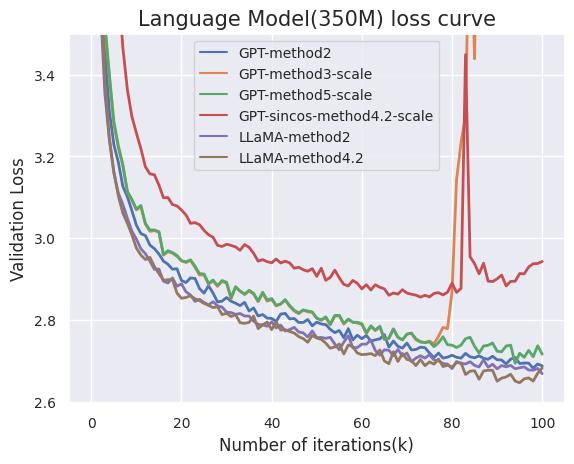 Language Model(350M) loss curve
Validation Loss
3.4
3.2
3.0
2.8
2.6
GPT-method2
GPT-method3-scale
GPT-method5-scale
GPT-sincos-method4.2-scale
LLaMA-method2
LLaMA-method4.2
0 20 40 60 80 100
Number of iterations(k)